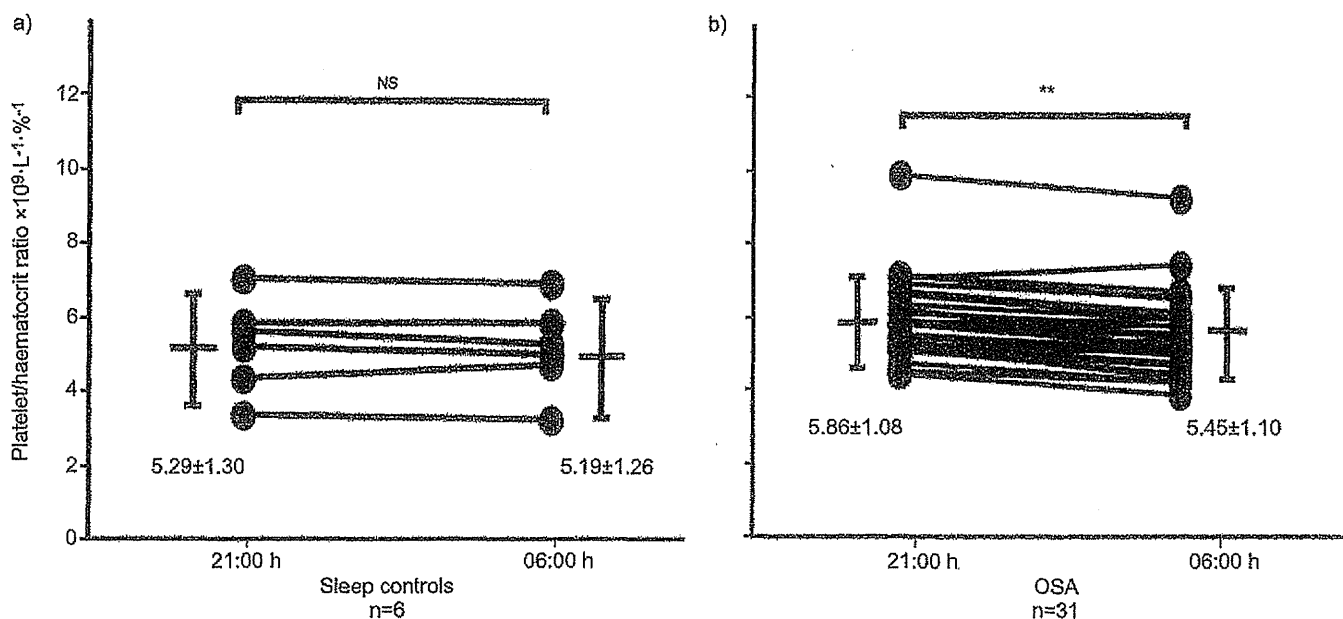 a)
Platelet/haematocrit ratio ×10⁹·L⁻¹·%⁻¹
12
10
8
6
4
2
0
NS
5.29±1.30
5.19±1.26
21:00 h
06:00 h
Sleep controls
n=6
b)
**
5.86±1.08
5.45±1.10
21:00 h
06:00 h
OSA
n=31